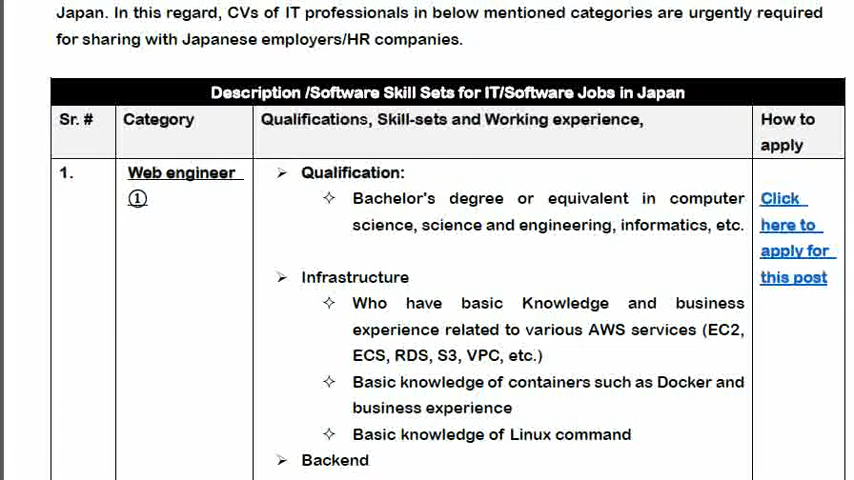 Japan. In this regard, CVs of IT professionals in below mentioned categories are urgently required
for sharing with Japanese employers/HR companies.
Description /Software Skill Sets for IT/Software Jobs in Japan
Sr. # Category Qualifications, Skill-sets and Working experience, How to
apply
1. Web engineer
①
➢ Qualification:
✧ Bachelor's degree or equivalent in computer
science, science and engineering, informatics, etc.
➢ Infrastructure
✧ Who have basic Knowledge and business
experience related to various AWS services (EC2,
ECS, RDS, S3, VPC, etc.)
✧ Basic knowledge of containers such as Docker and
business experience
✧ Basic knowledge of Linux command
➢ Backend
Click
here to
apply for
this post